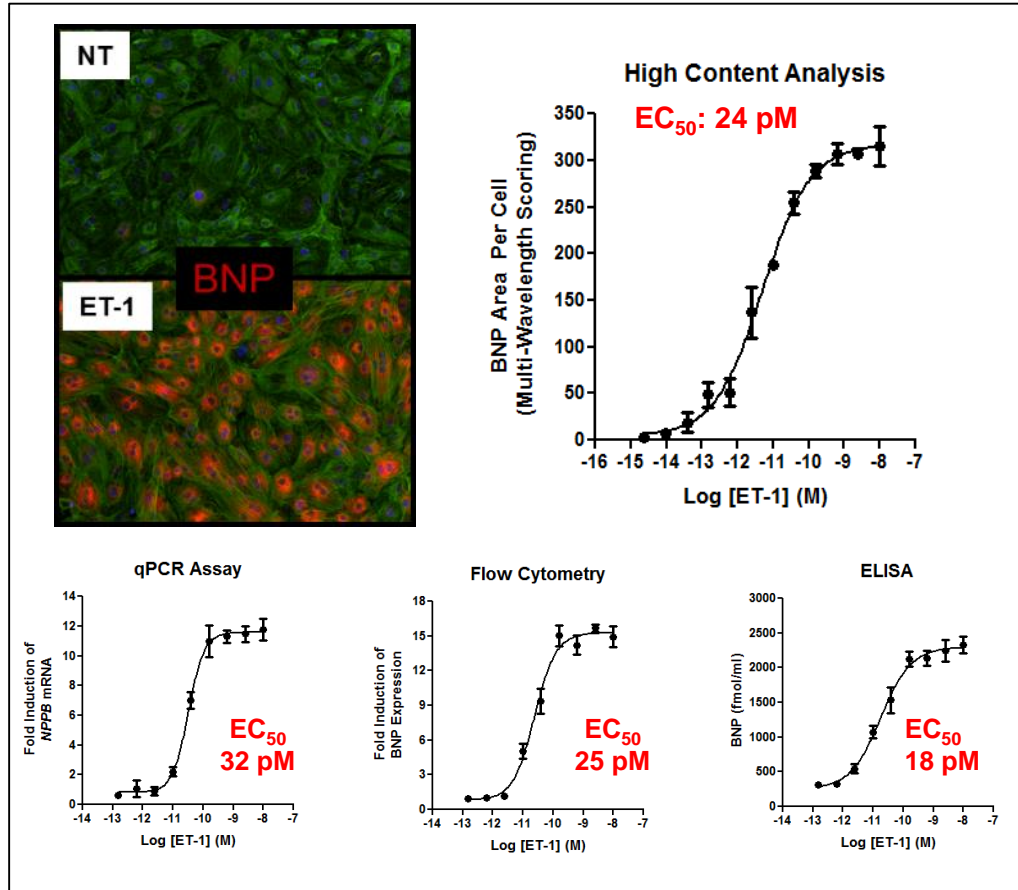 NT
BNP
ET-1
High Content Analysis
EC50: 24 pM
BNP Area Per Cell
(Multi-Wavelength Scoring)
350
300
250
200
150
100
50
0
-16 -15 -14 -13 -12 -11 -10 -9 -8 -7
Log [ET-1] (M)
qPCR Assay
Fold Induction of
NPPB mRNA
14
12
10
8
6
4
2
0
EC50
32 pM
-14 -13 -12 -11 -10 -9 -8 -7
Log [ET-1] (M)
Flow Cytometry
Fold Induction of
BNP Expression
18
15
12
9
6
3
0
EC50
25 pM
-14 -13 -12 -11 -10 -9 -8 -7
Log [ET-1] (M)
ELISA
BNP (fmol/ml)
3000
2500
2000
1500
1000
500
0
EC50
18 pM
-14 -13 -12 -11 -10 -9 -8 -7
Log [ET-1] (M)